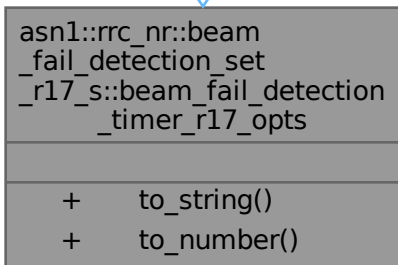 asn1::rrc_nr::beam
_fail_detection_set
_r17_s::beam_fail_detection
_timer_r17_opts
+ to_string()
+ to_number()